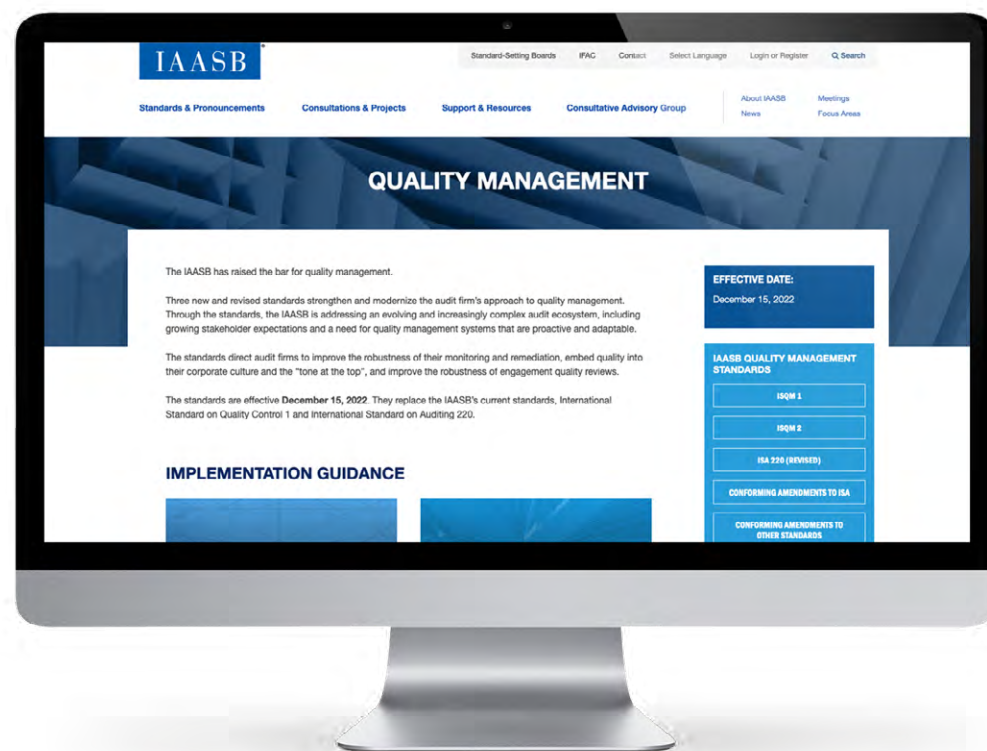 IAASB
Standard-Setting Boards IFAC Contact Select Language Login or Register Search
Standards & Pronouncements Consultations & Projects Support & Resources Consultative Advisory Group
About IAASB Meetings
News Focus Areas
QUALITY MANAGEMENT
The IAASB has raised the bar for quality management.
Three new and revised standards strengthen and modernize the audit firm's approach to quality management.
Through the standards, the IAASB is addressing an evolving and increasingly complex audit ecosystem, including
growing stakeholder expectations and a need for quality management systems that are proactive and adaptable.
The standards direct audit firms to improve the robustness of their monitoring and remediation, embed quality into
their corporate culture and the "tone at the top", and improve the robustness of engagement quality reviews.
The standards are effective December 15, 2022. They replace the IAASB's current standards, International
Standard on Quality Control 1 and International Standard on Auditing 220.
IMPLEMENTATION GUIDANCE
EFFECTIVE DATE:
December 15, 2022
IAASB QUALITY MANAGEMENT
STANDARDS
ISQM 1
ISQM 2
ISA 220 (REVISED)
CONFORMING AMENDMENTS TO ISA
CONFORMING AMENDMENTS TO
OTHER STANDARDS